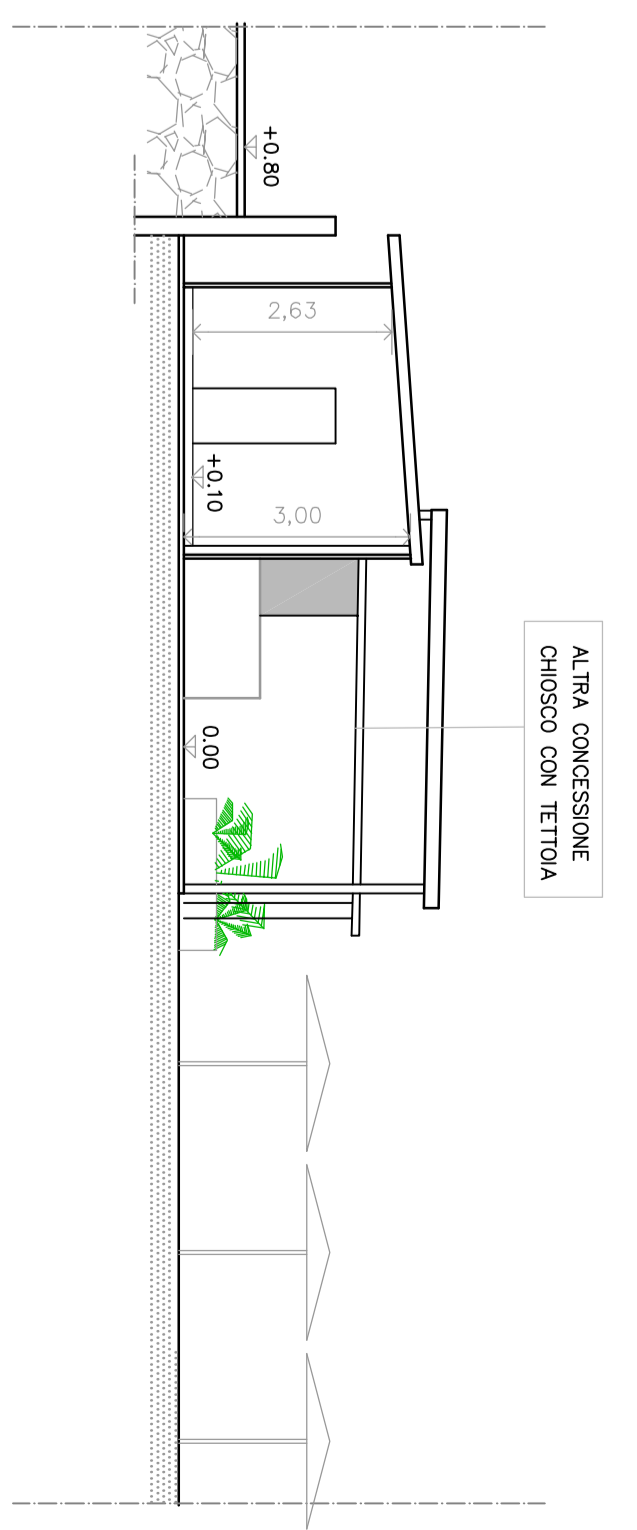 +0.80
2,63
+0.10
3,00
0.00
ALTRA CONCESSIONE
CHIOSCO CON TETTOIA